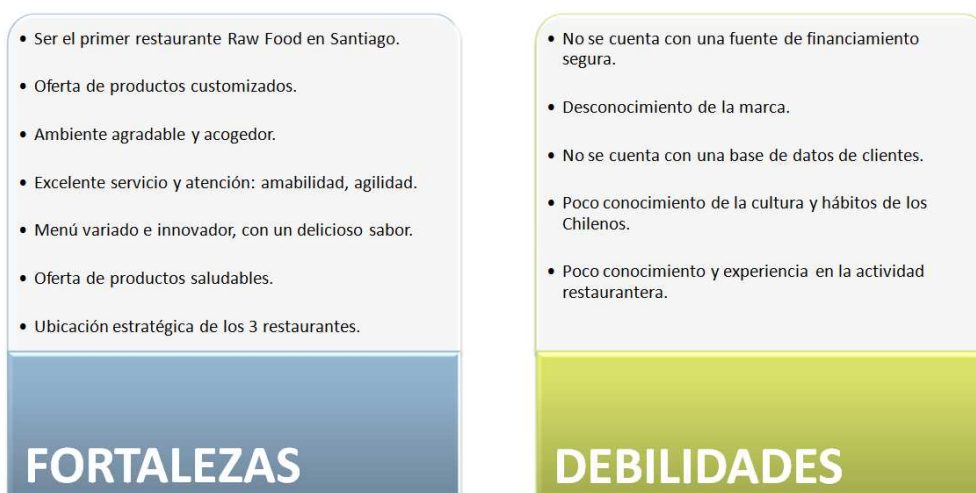 • Ser el primer restaurante Raw Food en Santiago.
• Oferta de productos customizados.
• Ambiente agradable y acogedor.
• Excelente servicio y atención: amabilidad, agilidad.
• Menú variado e innovador, con un delicioso sabor.
• Oferta de productos saludables.
• Ubicación estratégica de los 3 restaurantes.
FORTALEZAS
• No se cuenta con una fuente de financiamiento
segura.
• Desconocimiento de la marca.
• No se cuenta con una base de datos de clientes.
• Poco conocimiento de la cultura y hábitos de los
Chilenos.
• Poco conocimiento y experiencia en la actividad
restaurantera.
DEBILIDADES